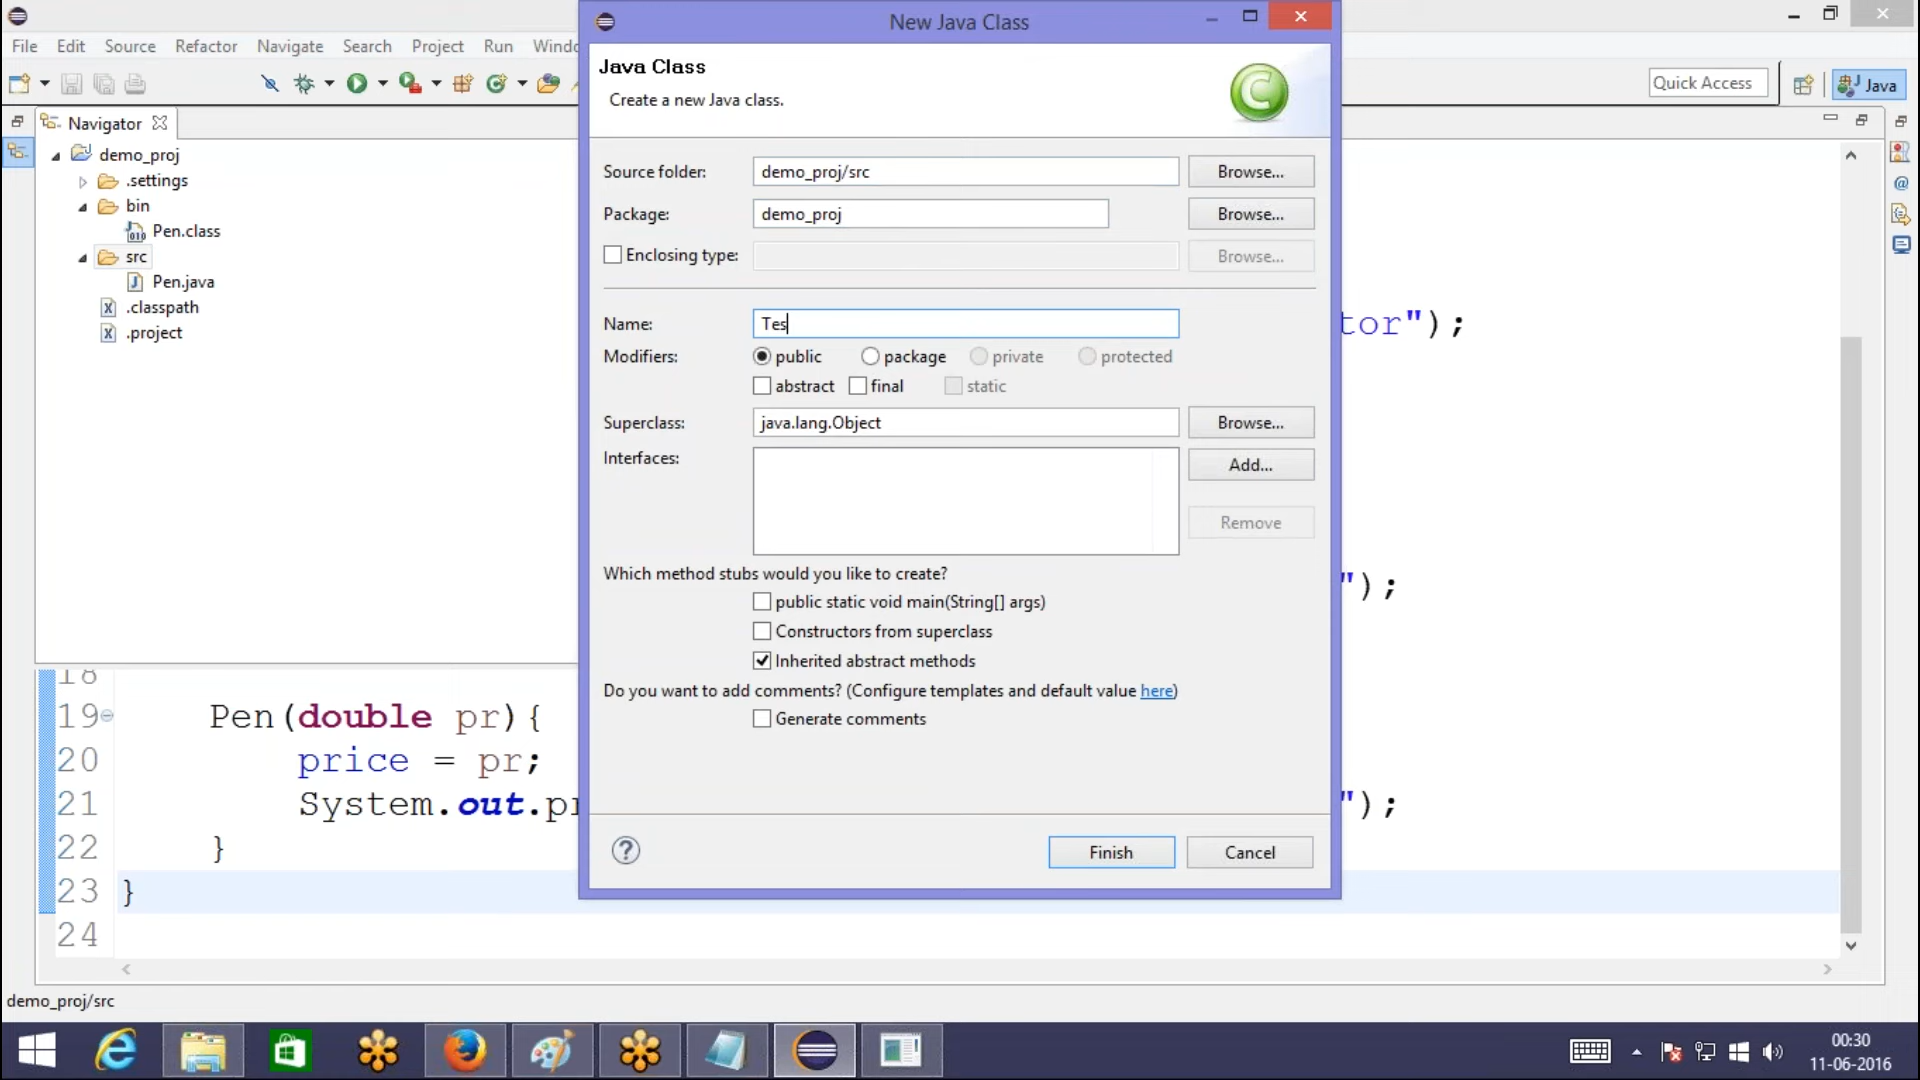 New Java Class
File Edit Source Refactor Navigate Search Project Run Windo
Java Class
Create a new Java class.
Quick Access
Java
Navigator
demo_proj
.settings
bin
Pen.class
src
Pen.java
.classpath
.project
Source folder: demo_proj/src Browse...
Package: demo_proj Browse...
Enclosing type: Browse...
Name: Tes
Modifiers: public package private protected
abstract final static
Superclass: java.lang.Object Browse...
Interfaces: Add...
Remove
Which method stubs would you like to create?
public static void main(String[] args)
Constructors from superclass
Inherited abstract methods
Do you want to add comments? (Configure templates and default value here)
Generate comments
Finish Cancel
tor");
");
18
19 Pen(double pr){
20 price = pr;
21 System.out.pr ");
22 }
23 }
24
demo_proj/src
00:30
11-06-2016